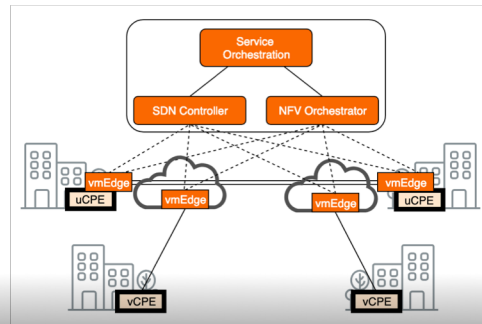 Service
Orchestration
SDN Controller
NFV Orchestrator
vmEdge
vmEdge
uCPE
vmEdge
vmEdge
uCPE
vCPE
vCPE